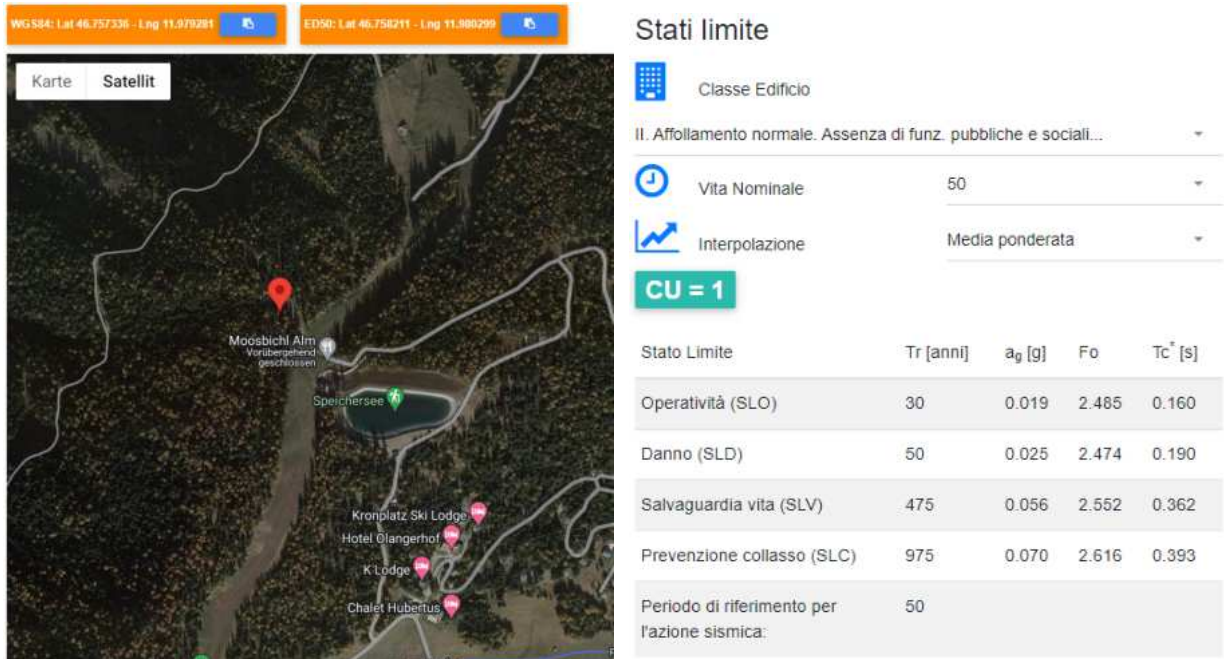 WGS84: Lat 46.757336 - Lng 11.979281
ED50: Lat 46.758211 - Lng 11.980299
Karte Satellit
Moosbichl Alm
Vorübergehend
geschlossen
Speichersee
Kronplatz Ski Lodge
Hotel Olangerhof
K Lodge
Chalet Hubertus
Stati limite
Classe Edificio
II. Affollamento normale. Assenza di funz. pubbliche e sociali...
Vita Nominale 50
Interpolazione Media ponderata
CU = 1
Stato Limite Tr [anni] ag [g] Fo Tc* [s]
Operatività (SLO) 30 0.019 2.485 0.160
Danno (SLD) 50 0.025 2.474 0.190
Salvaguardia vita (SLV) 475 0.056 2.552 0.362
Prevenzione collasso (SLC) 975 0.070 2.616 0.393
Periodo di riferimento per 50
l'azione sismica: